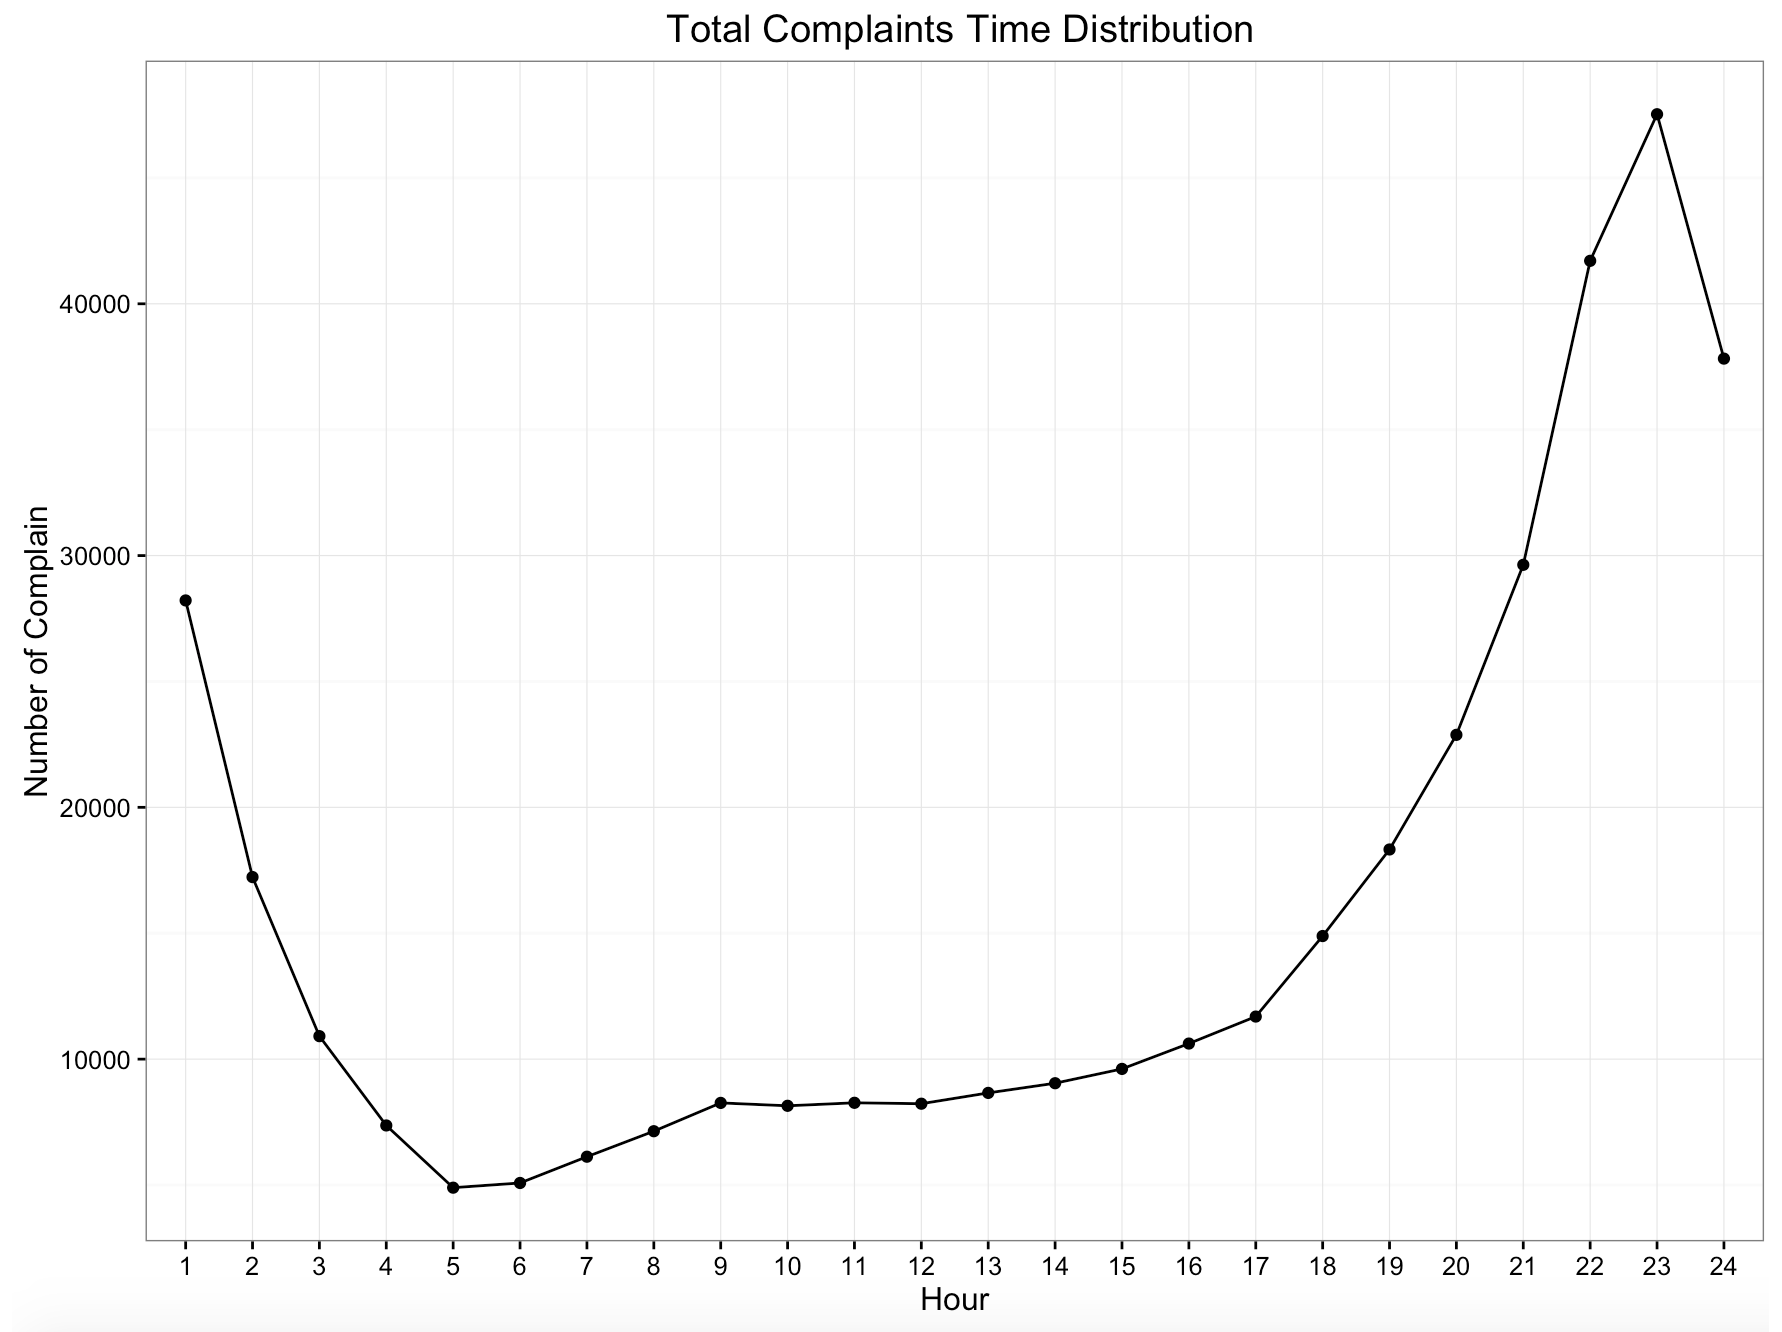 Total Complaints Time Distribution
Number of Complain
40000
30000
20000
10000
1 2 3 4 5 6 7 8 9 10 11 12 13 14 15 16 17 18 19 20 21 22 23 24
Hour